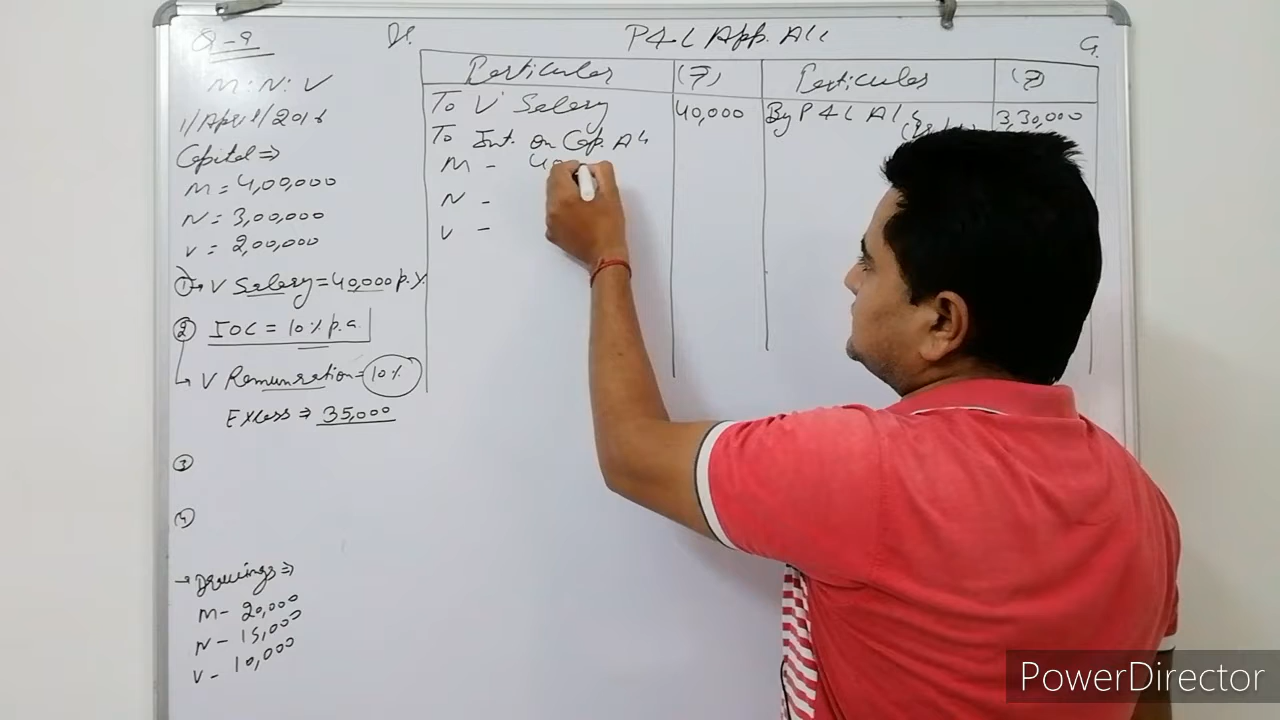 Q-9
M : N : V
1/April/2016
Capital ⇒
M = 4,00,000
N = 3,00,000
V = 2,00,000
① → V Salary = 40,000 p.y.
② IOC = 10% p.a.
→ V Remunration = 10%
Excess ⇒ 35,000
③
④
→ Drawings ⇒
M - 20,000
N - 15,000
V - 10,000
Dr. P & L App. A/c Cr.
Particulars (₹) Particulars (₹)
To V Salary 40,000 By P & L A/c 3,30,000
To Int. on Cap. A/c
M - 40
N -
V -
PowerDirector